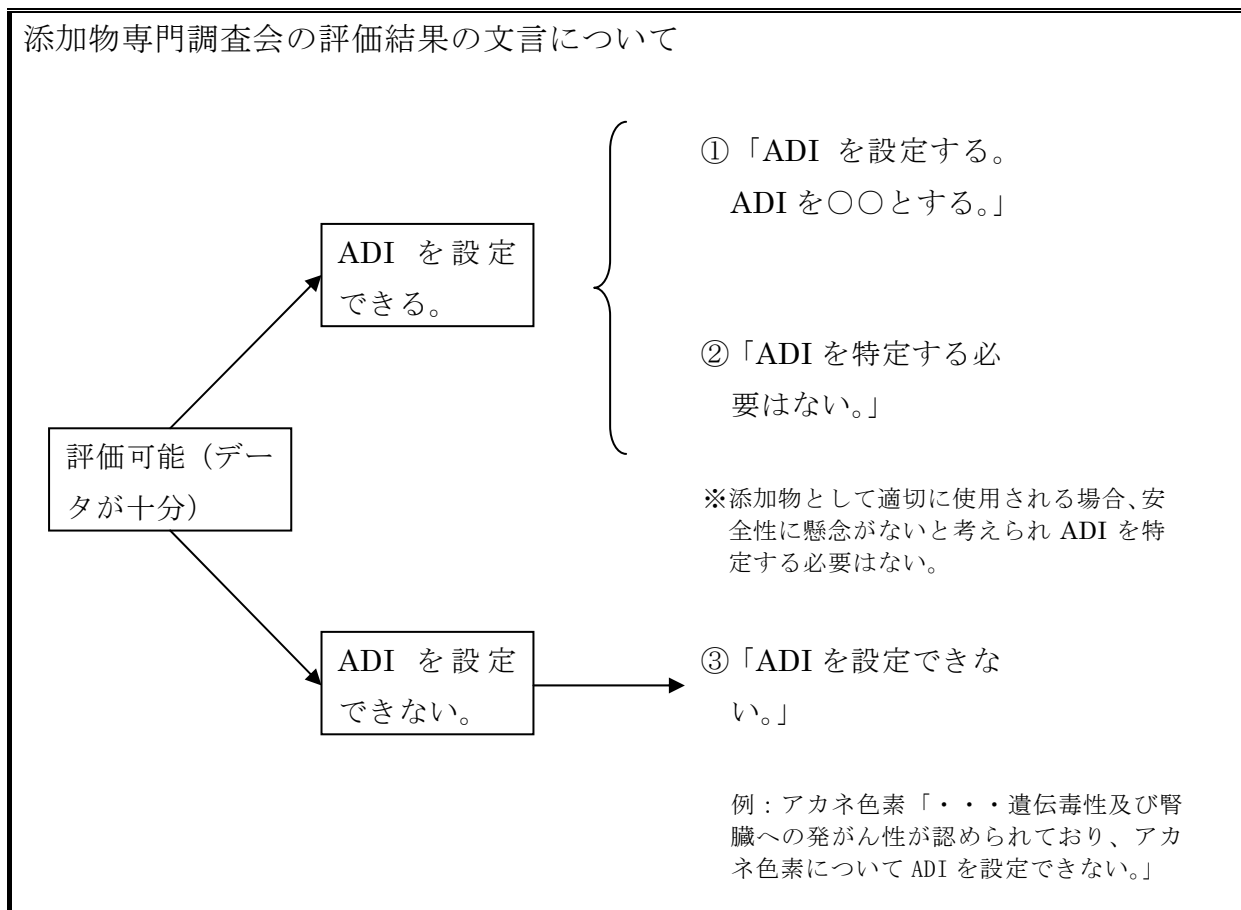 添加物専門調査会の評価結果の文言について
①「ADI を設定する。
ADI を○○とする。」
ADI を設定
できる。
②「ADI を特定する必
要はない。」
評価可能（デー
タが十分）
※添加物として適切に使用される場合、安
全性に懸念がないと考えられ ADI を特
定する必要はない。
ADI を設定
できない。
③「ADI を設定できな
い。」
例：アカネ色素「・・・遺伝毒性及び腎
臓への発がん性が認められており、アカ
ネ色素について ADI を設定できない。」